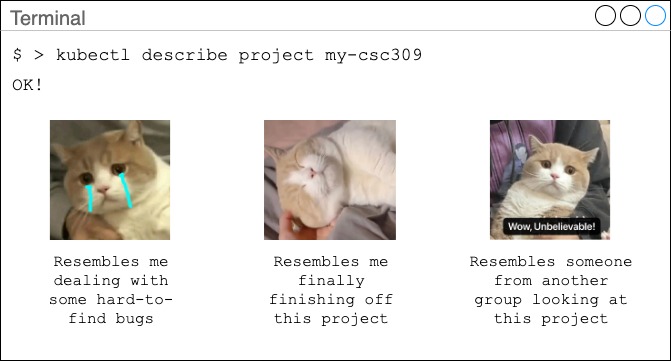 Terminal
$ > kubectl describe project my-csc309
OK!
Wow, Unbelievable!
Resembles me
dealing with
some hard-to-
find bugs
Resembles me
finally
finishing off
this project
Resembles someone
from another
group looking at
this project